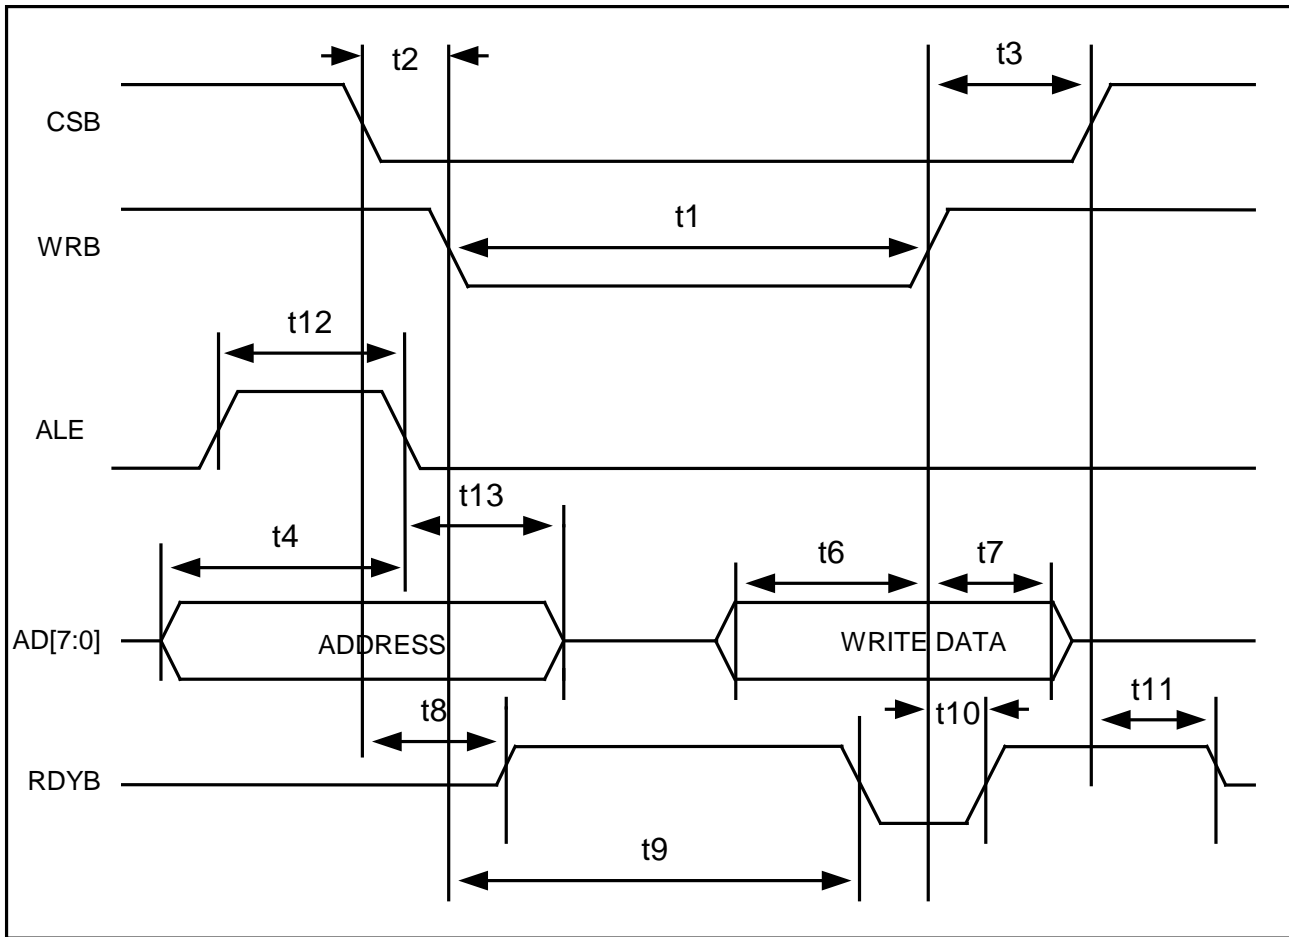 t2
t3
CSB
t1
WRB
t12
ALE
t13
t4
t6
t7
AD[7:0]
ADDRESS
WRITE DATA
t8
t10
t11
RDYB
t9